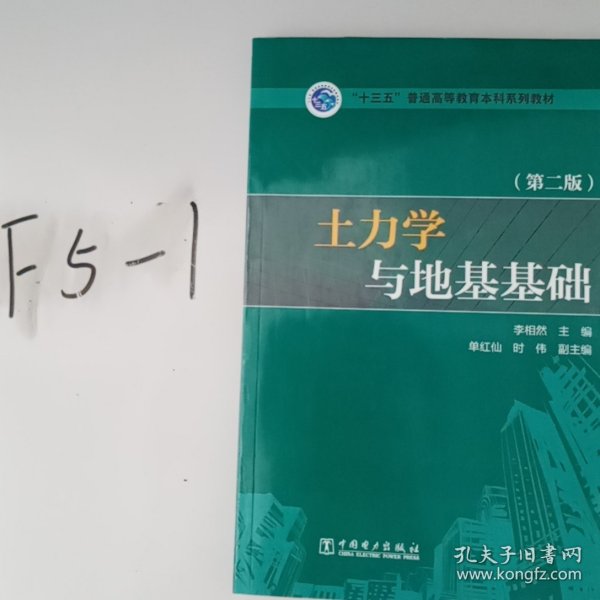 F5-1
“十三五”普通高等教育本科系列教材
（第二版）
土力学
与地基基础
李相然 主编
单红仙 时伟 副主编
中国电力出版社
CHINA ELECTRIC POWER PRESS
孔夫子旧书网
www.kongfz.com